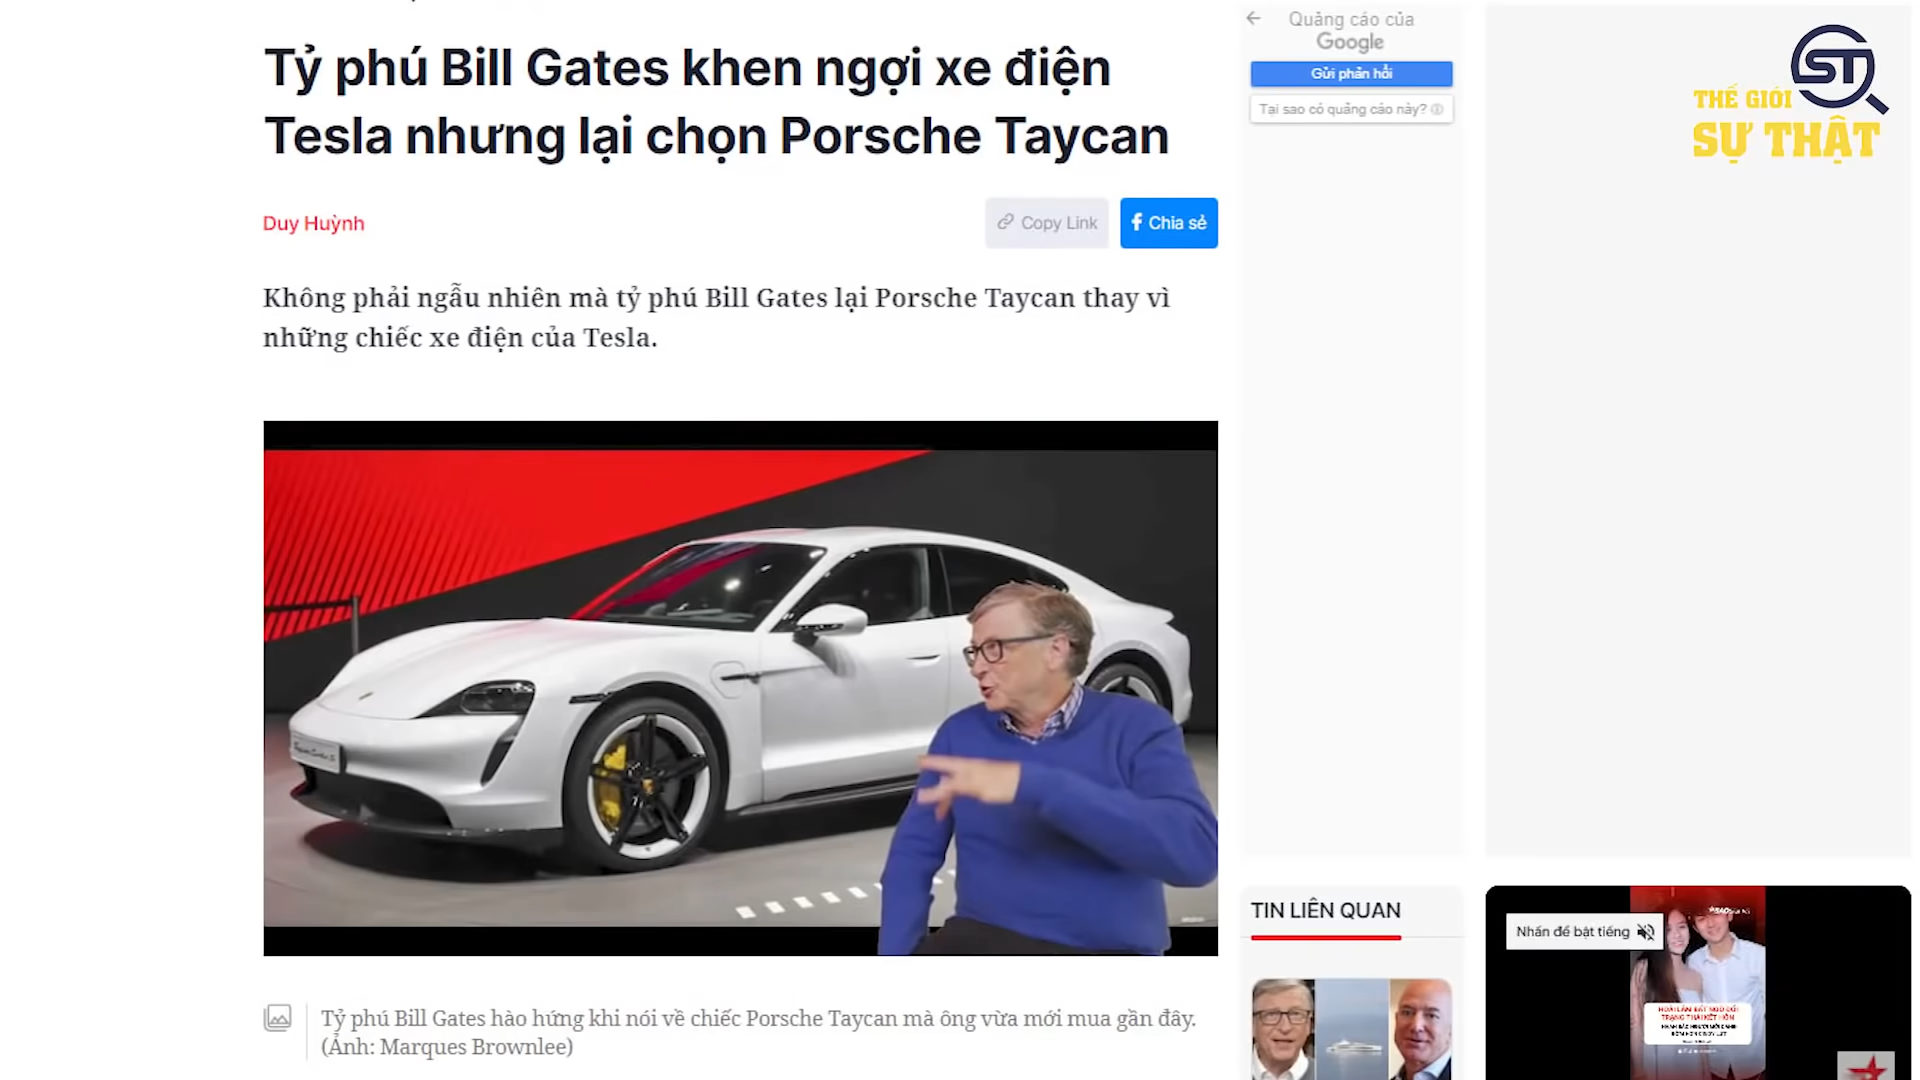 Tỷ phú Bill Gates khen ngợi xe điện
Tesla nhưng lại chọn Porsche Taycan
Duy Huỳnh
Copy Link
Chia sẻ
Không phải ngẫu nhiên mà tỷ phú Bill Gates lại Porsche Taycan thay vì
những chiếc xe điện của Tesla.
Tỷ phú Bill Gates hào hứng khi nói về chiếc Porsche Taycan mà ông vừa mới mua gần đây.
(Ảnh: Marques Brownlee)
Quảng cáo của
Google
Gửi phản hồi
Tại sao có quảng cáo này?
ST
THẾ GIỚI
SỰ THẬT
TIN LIÊN QUAN
Nhấn để bật tiếng